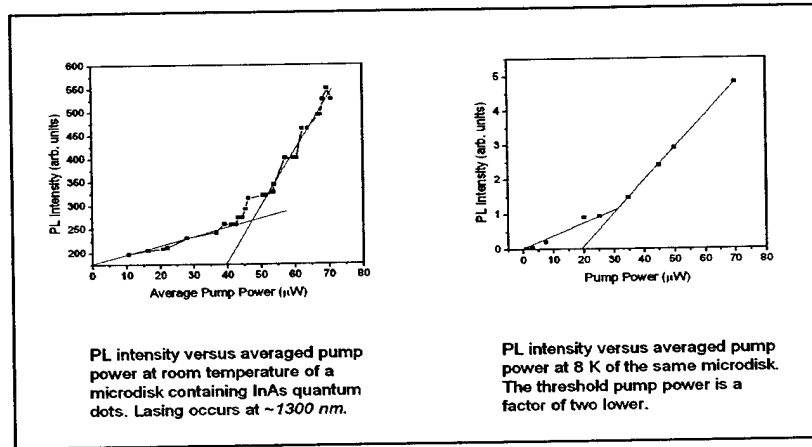 600
550
500
450
400
350
300
250
200
PL Intensity (arb. units)
0 10 20 30 40 50 60 70 80
Average Pump Power (μW)
5
4
3
2
1
0
PL Intensity (arb. units)
0 10 20 30 40 50 60 70 80
Pump Power (μW)
PL intensity versus averaged pump
power at room temperature of a
microdisk containing InAs quantum
dots. Lasing occurs at ~1300 nm.
PL intensity versus averaged pump
power at 8 K of the same microdisk.
The threshold pump power is a
factor of two lower.